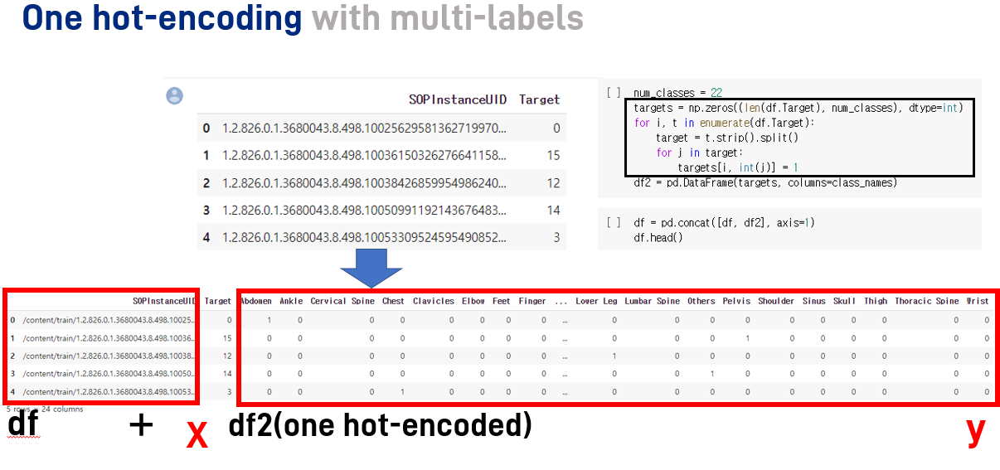 One hot-encoding with multi-labels
SOPInstanceUID Target
0 1.2.826.0.1.3680043.8.498.10025629581362719970... 0
1 1.2.826.0.1.3680043.8.498.10036150326276641158... 15
2 1.2.826.0.1.3680043.8.498.10038426859954986240... 12
3 1.2.826.0.1.3680043.8.498.10050991192143676483... 14
4 1.2.826.0.1.3680043.8.498.10053309524595490852... 3
[ ] num_classes = 22
targets = np.zeros((len(df.Target), num_classes), dtype=int)
for i, t in enumerate(df.Target):
target = t.strip().split()
for j in target:
targets[i, int(j)] = 1
df2 = pd.DataFrame(targets, columns=class_names)
[ ] df = pd.concat([df, df2], axis=1)
df.head()
SOPInstanceUID Target Abdomen Ankle Cervical Spine Chest Clavicles Elbow Feet Finger ... Lower Leg Lumbar Spine Others Pelvis Shoulder Sinus Skull Thigh Thoracic Spine Wrist
0 /content/train/1.2.826.0.1.3680043.8.498.10025... 0 1 0 0 0 0 0 0 0 ... 0 0 0 0 0 0 0 0 0 0
1 /content/train/1.2.826.0.1.3680043.8.498.10036... 15 0 0 0 0 0 0 0 0 ... 0 0 0 1 0 0 0 0 0 0
2 /content/train/1.2.826.0.1.3680043.8.498.10038... 12 0 0 0 0 0 0 0 0 ... 1 0 0 0 0 0 0 0 0 0
3 /content/train/1.2.826.0.1.3680043.8.498.10050... 14 0 0 0 0 0 0 0 0 ... 0 0 1 0 0 0 0 0 0 0
4 /content/train/1.2.826.0.1.3680043.8.498.10053... 3 0 0 0 1 0 0 0 0 ... 0 0 0 0 0 0 0 0 0 0
5 rows × 24 columns
df + X df2(one hot-encoded) y